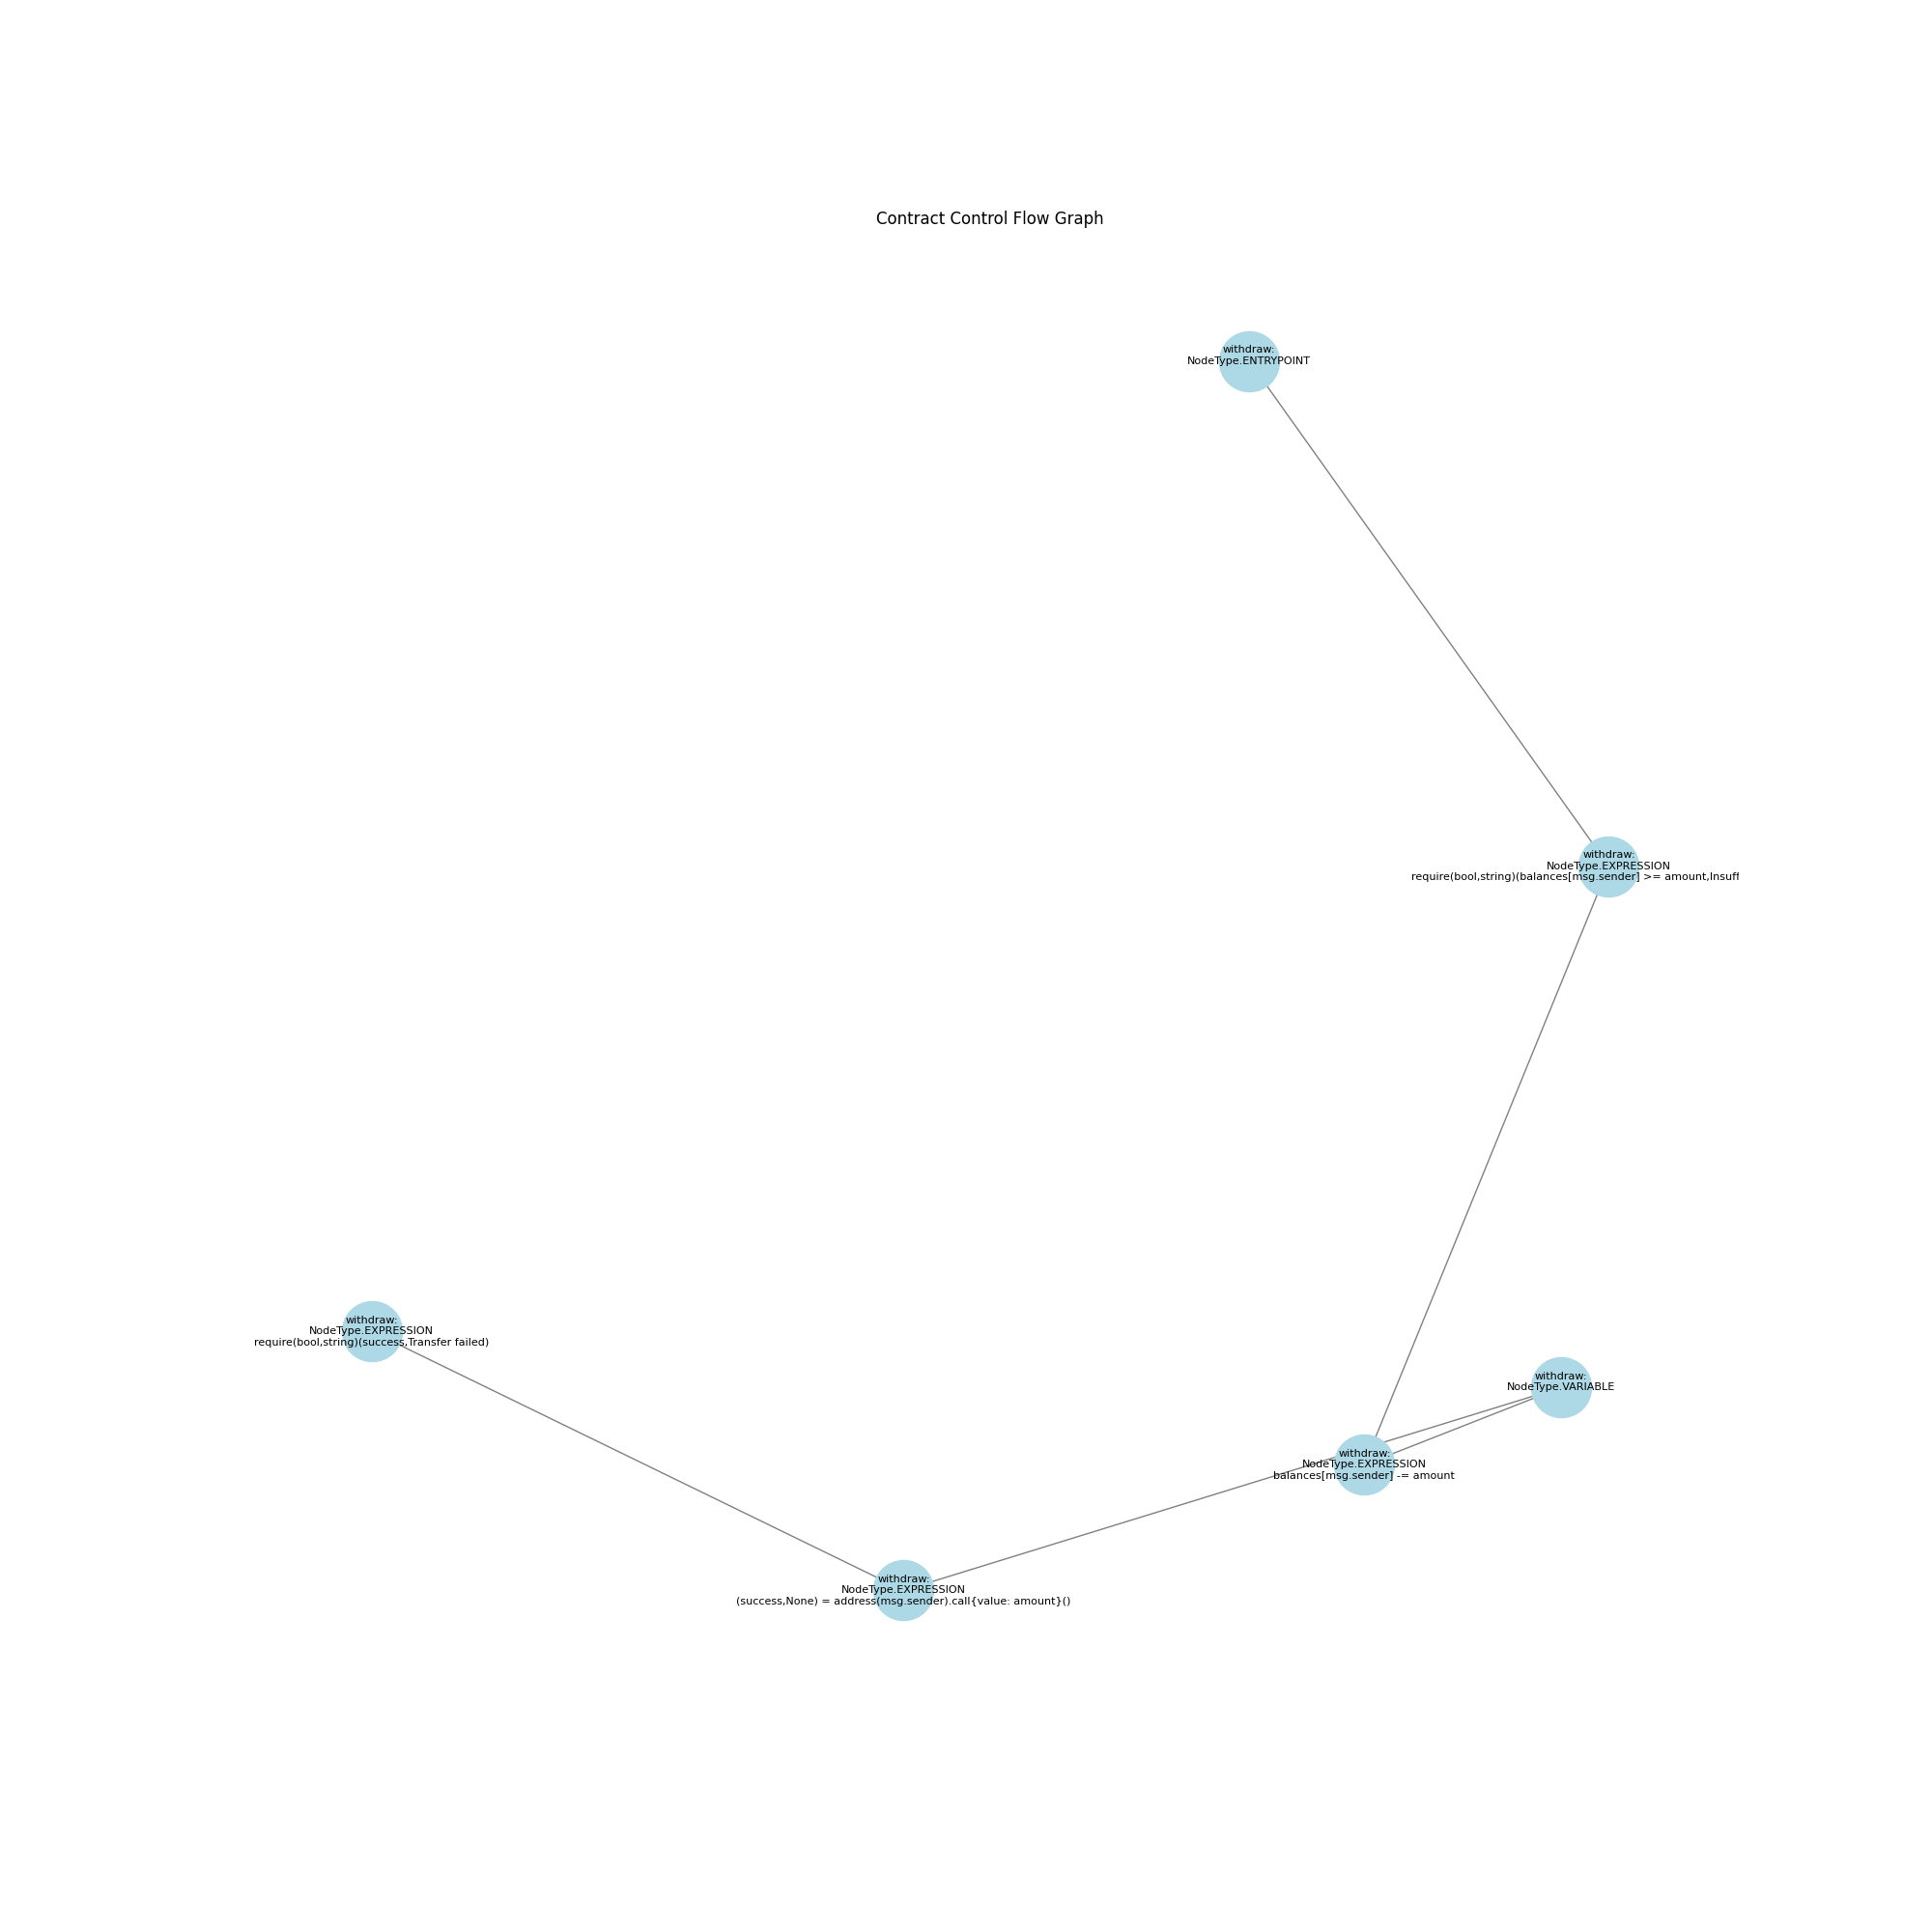 Contract Control Flow Graph
withdraw:
NodeType.ENTRYPOINT
withdraw:
NodeType.EXPRESSION
require(bool,string)(balances[msg.sender] >= amount,Insuff
withdraw:
NodeType.EXPRESSION
require(bool,string)(success,Transfer failed)
withdraw:
NodeType.VARIABLE
withdraw:
NodeType.EXPRESSION
balances[msg.sender] -= amount
withdraw:
NodeType.EXPRESSION
(success,None) = address(msg.sender).call{value: amount}()